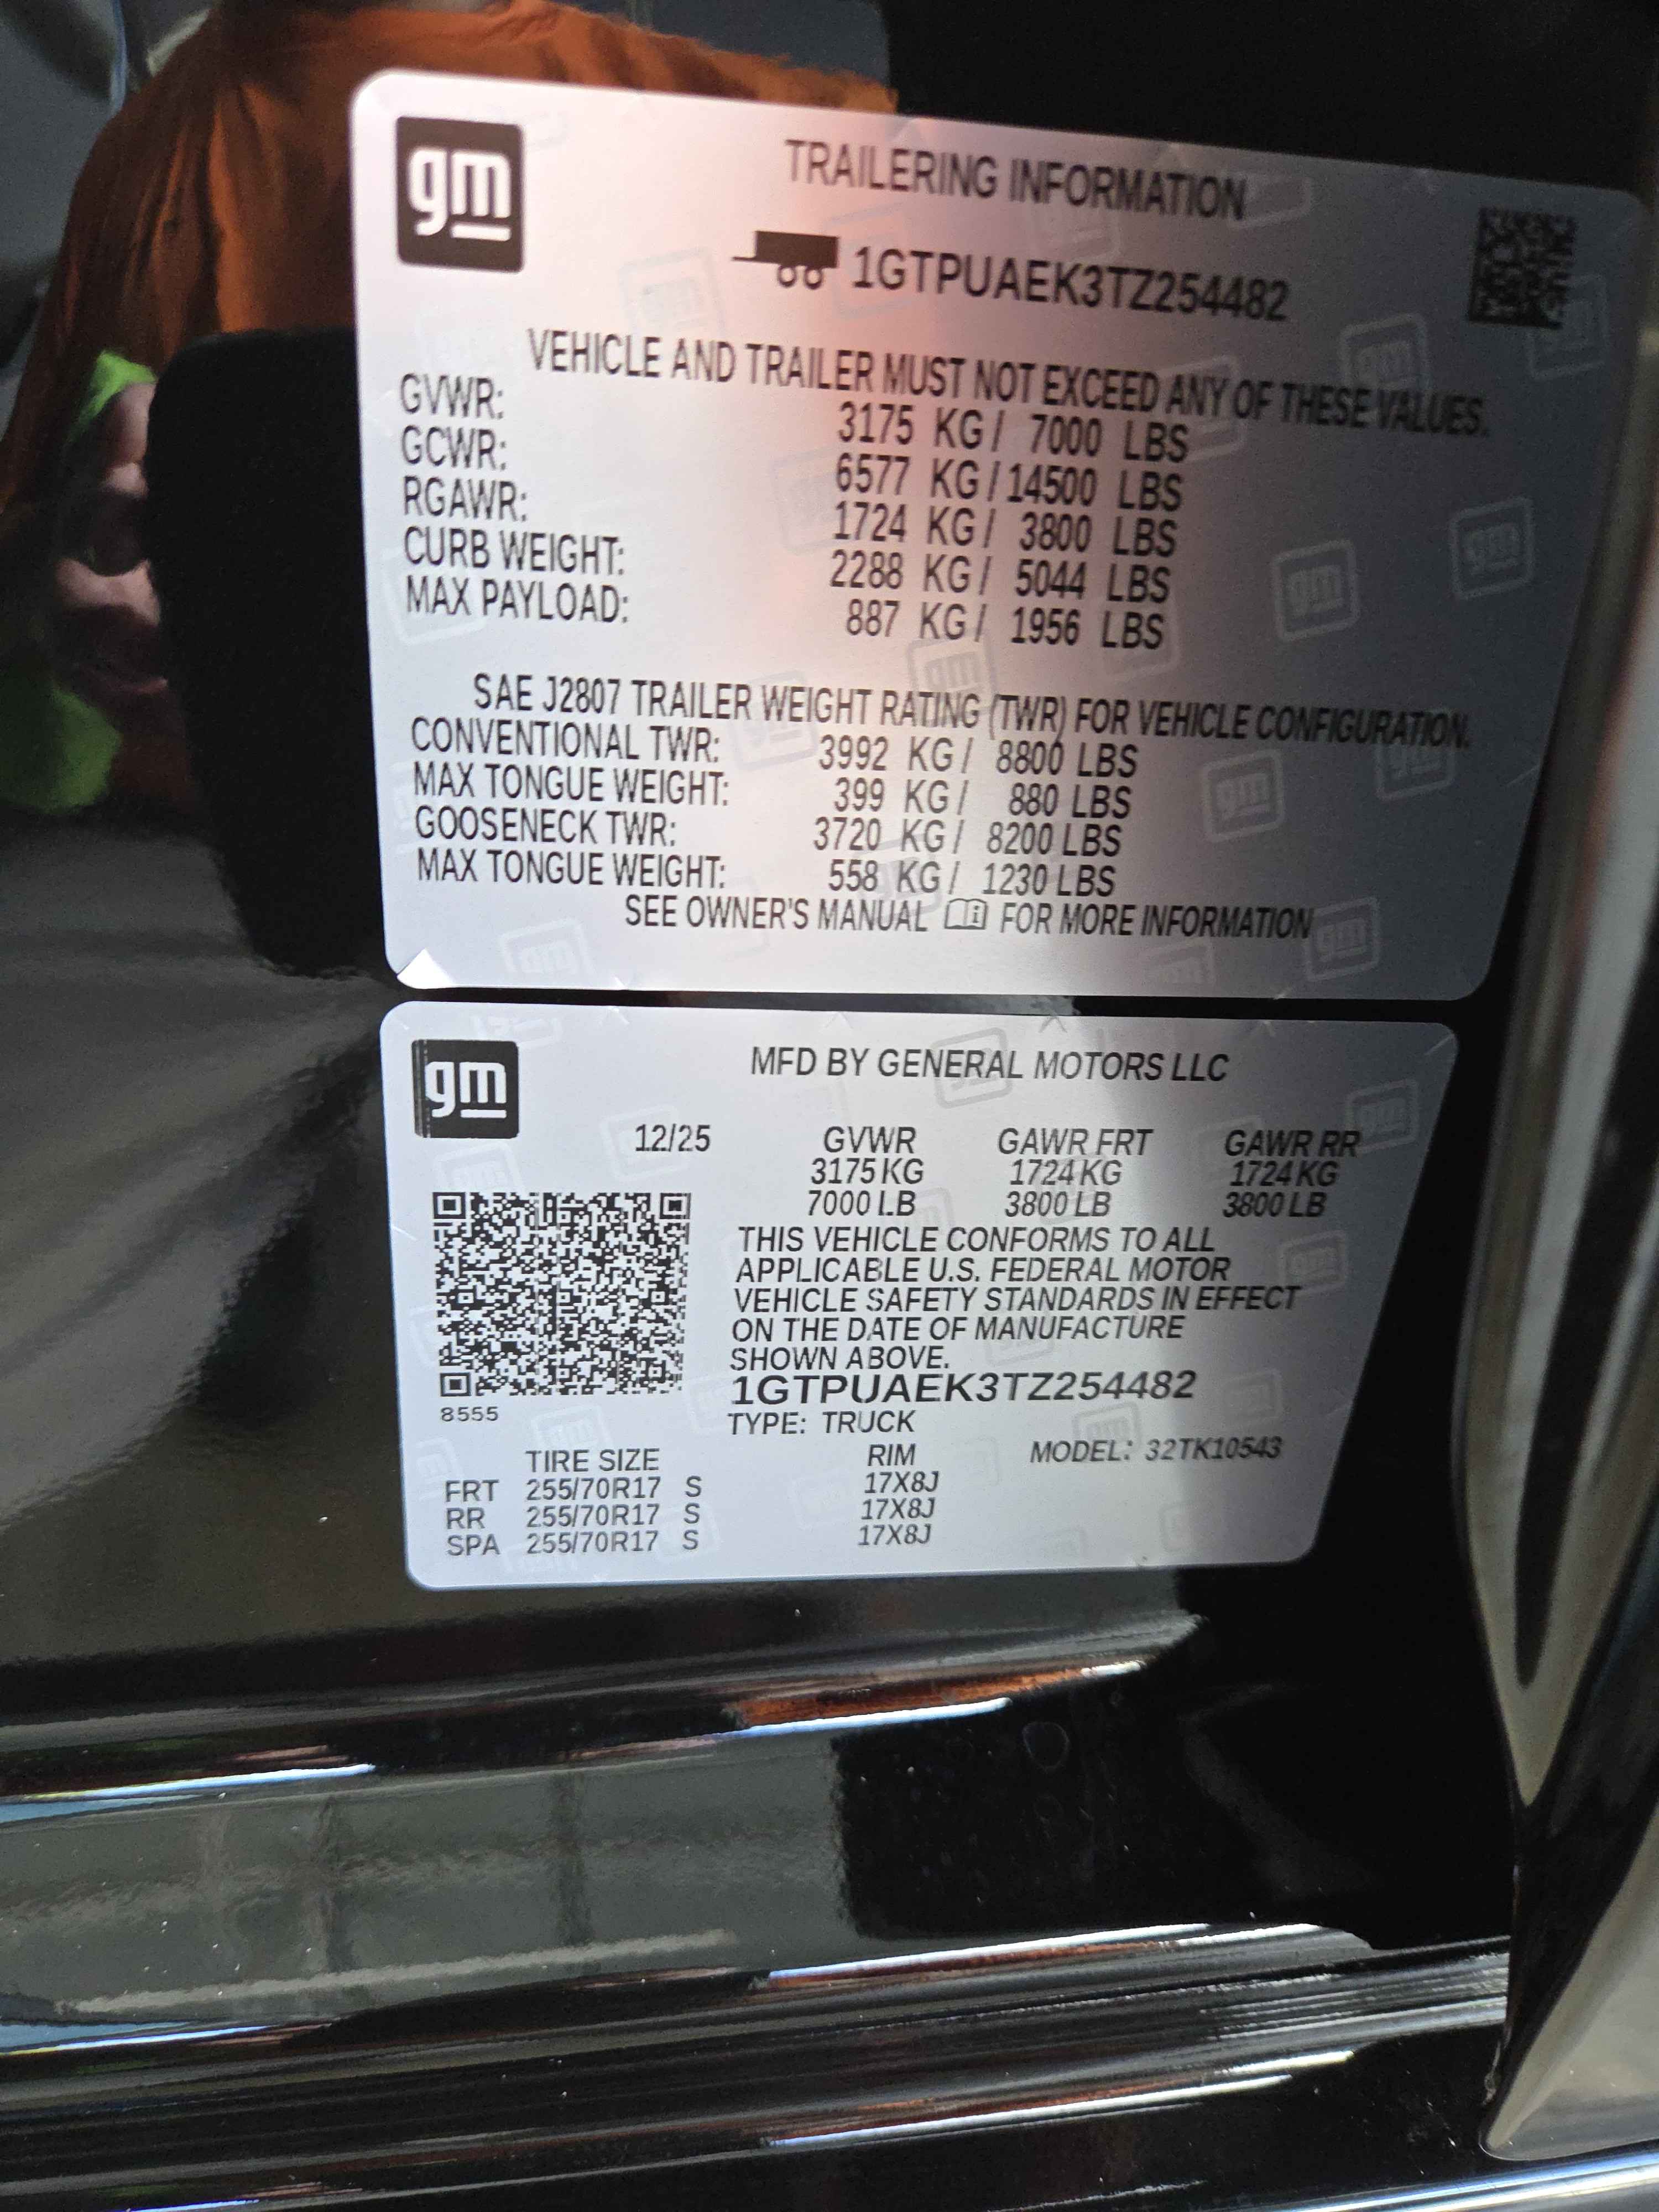 gm
TRAILERING INFORMATION
1GTPUAEK3TZ254482
VEHICLE AND TRAILER MUST NOT EXCEED ANY OF THESE VALUES.
GVWR: 3175 KG / 7000 LBS
GCWR: 6577 KG / 14500 LBS
RGAWR: 1724 KG / 3800 LBS
CURB WEIGHT: 2288 KG / 5044 LBS
MAX PAYLOAD: 887 KG / 1956 LBS
SAE J2807 TRAILER WEIGHT RATING (TWR) FOR VEHICLE CONFIGURATION.
CONVENTIONAL TWR: 3992 KG / 8800 LBS
MAX TONGUE WEIGHT: 399 KG / 880 LBS
GOOSENECK TWR: 3720 KG / 8200 LBS
MAX TONGUE WEIGHT: 558 KG / 1230 LBS
SEE OWNER'S MANUAL FOR MORE INFORMATION
gm
MFD BY GENERAL MOTORS LLC
12/25 GVWR GAWR FRT GAWR RR
3175 KG 1724 KG 1724 KG
7000 LB 3800 LB 3800 LB
THIS VEHICLE CONFORMS TO ALL
APPLICABLE U.S. FEDERAL MOTOR
VEHICLE SAFETY STANDARDS IN EFFECT
ON THE DATE OF MANUFACTURE
SHOWN ABOVE.
1GTPUAEK3TZ254482
8555
TYPE: TRUCK
TIRE SIZE RIM MODEL: 32TK10543
FRT 255/70R17 S 17X8J
RR 255/70R17 S 17X8J
SPA 255/70R17 S 17X8J